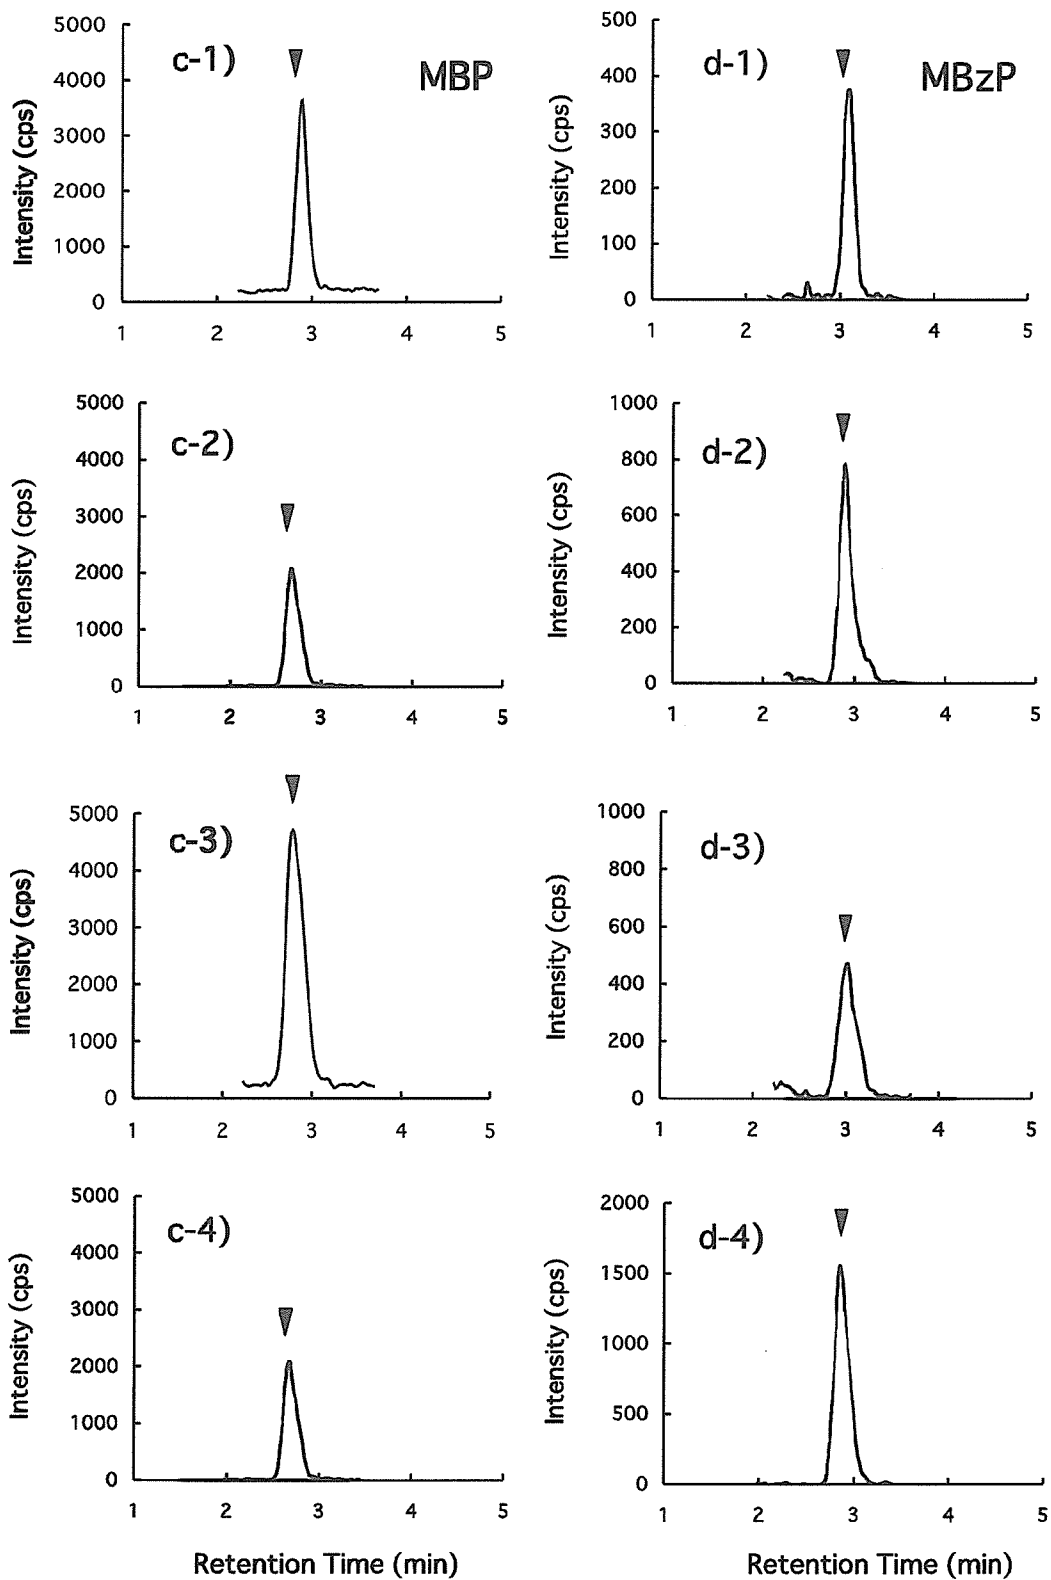 c-1)
MBP
Intensity (cps)
5000
4000
3000
2000
1000
0
1 2 3 4 5
d-1)
MBzP
Intensity (cps)
500
400
300
200
100
0
1 2 3 4 5
c-2)
Intensity (cps)
5000
4000
3000
2000
1000
0
1 2 3 4 5
d-2)
Intensity (cps)
1000
800
600
400
200
0
1 2 3 4 5
c-3)
Intensity (cps)
5000
4000
3000
2000
1000
0
1 2 3 4 5
d-3)
Intensity (cps)
1000
800
600
400
200
0
1 2 3 4 5
c-4)
Intensity (cps)
5000
4000
3000
2000
1000
0
1 2 3 4 5
Retention Time (min)
d-4)
Intensity (cps)
2000
1500
1000
500
0
1 2 3 4 5
Retention Time (min)